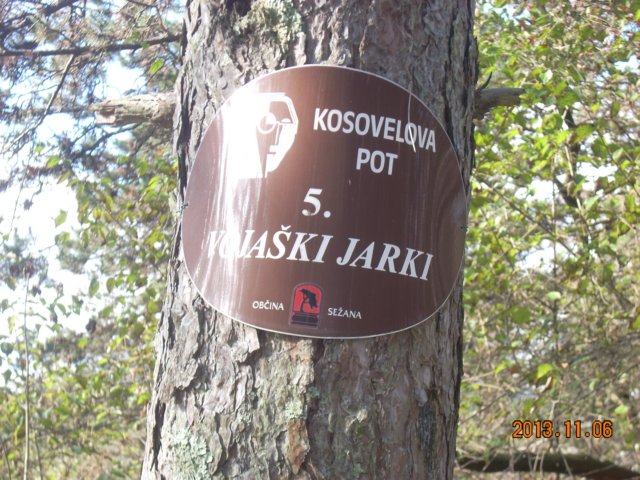 KOSOVELOVA
POT
5.
VOJAŠKI JARKI
OBČINA SEŽANA
2013.11.06